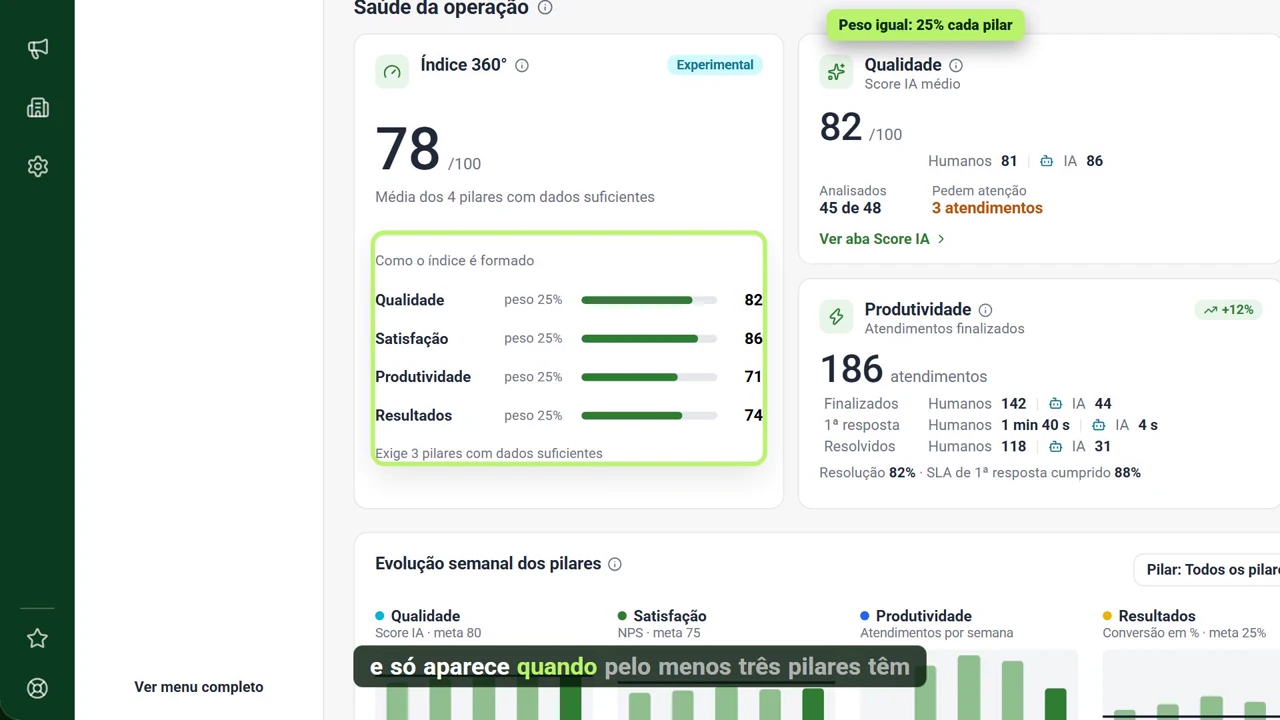 Saúde da operação
Peso igual: 25% cada pilar
Índice 360°
Experimental
78 /100
Média dos 4 pilares com dados suficientes
Como o índice é formado
Qualidade peso 25% 82
Satisfação peso 25% 86
Produtividade peso 25% 71
Resultados peso 25% 74
Exige 3 pilares com dados suficientes
Qualidade
Score IA médio
82 /100
Humanos 81 IA 86
Analisados Pedem atenção
45 de 48 3 atendimentos
Ver aba Score IA
Produtividade
Atendimentos finalizados
+12%
186 atendimentos
Finalizados Humanos 142 IA 44
1ª resposta Humanos 1 min 40 s IA 4 s
Resolvidos Humanos 118 IA 31
Resolução 82% · SLA de 1ª resposta cumprido 88%
Evolução semanal dos pilares
Pilar: Todos os pilare
Qualidade
Score IA · meta 80
Satisfação
NPS · meta 75
Produtividade
Atendimentos por semana
Resultados
Conversão em % · meta 25%
e só aparece quando pelo menos três pilares têm
Ver menu completo